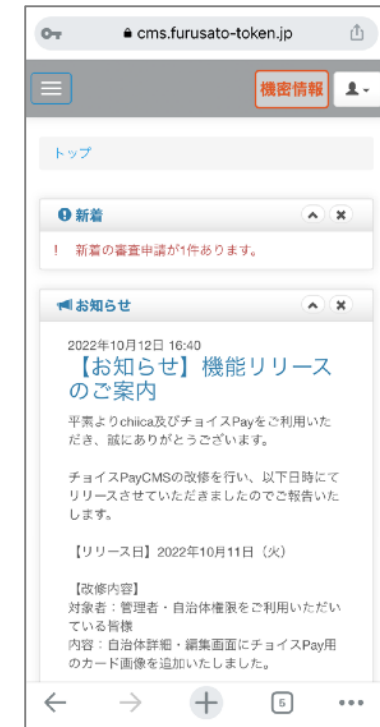 cms.furusato-token.jp
機密情報
トップ
新着
! 新着の審査申請が1件あります。
お知らせ
2022年10月12日 16:40
【お知らせ】機能リリース
のご案内
平素よりchiica及びチョイスPayをご利用いた
だき、誠にありがとうございます。
チョイスPayCMSの改修を行い、以下日時にて
リリースさせていただきましたのでご報告いた
します。
【リリース日】2022年10月11日（火）
【改修内容】
対象者：管理者・自治体権限をご利用いただい
ている皆様
内容：自治体詳細・編集画面にチョイスPay用
のカード画像を追加いたしました。
5